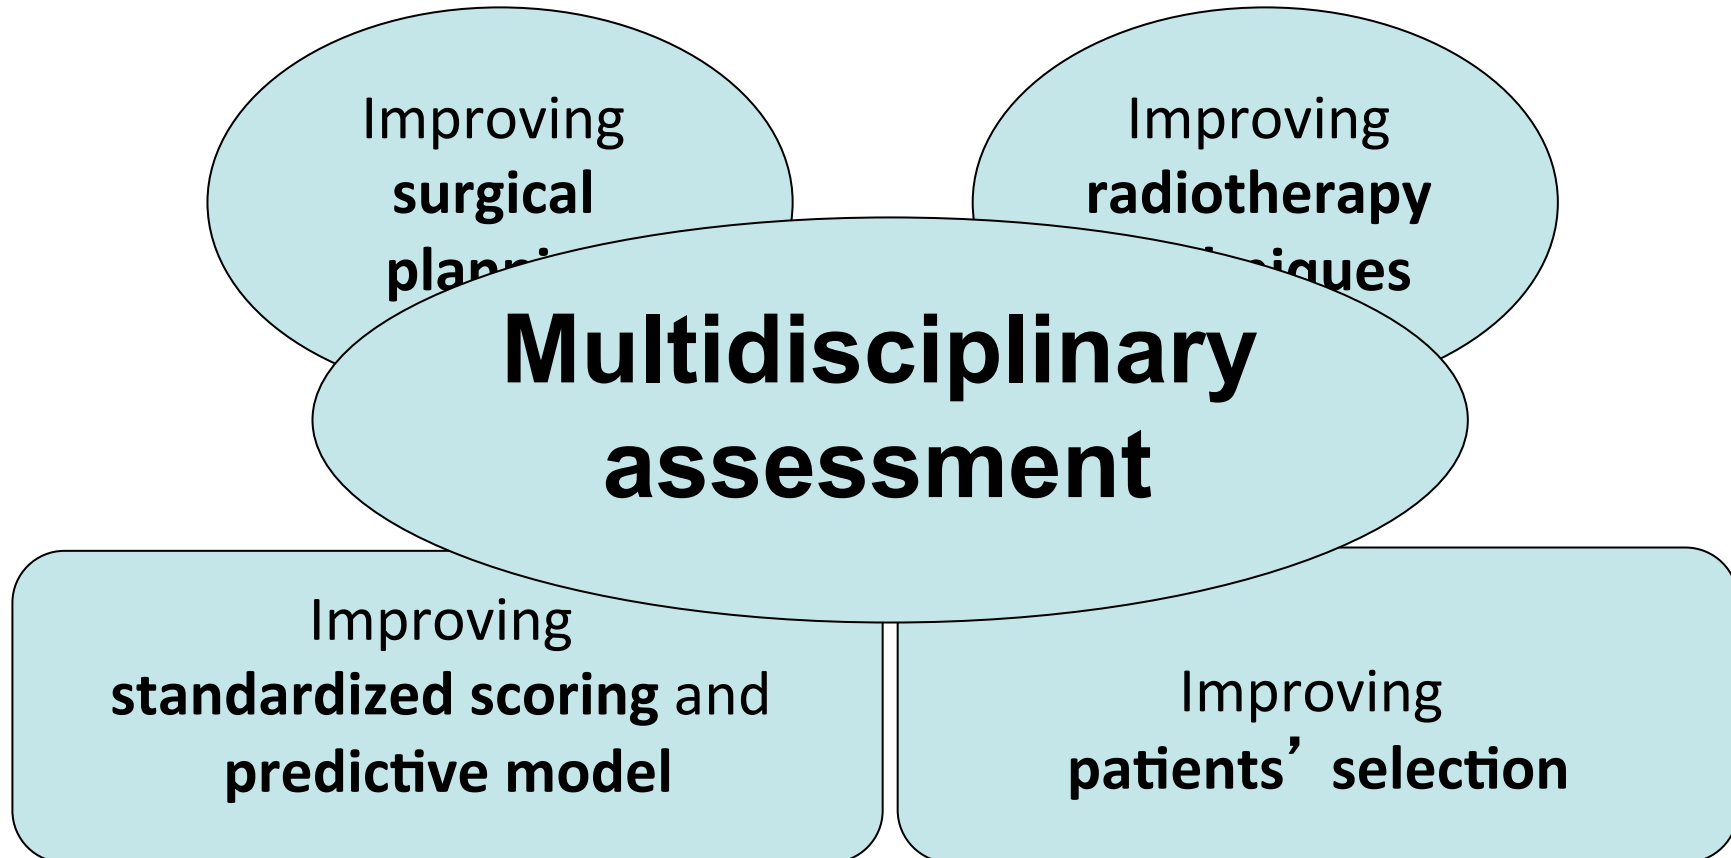 Improving
surgical
Improving
radiotherapy
Multidisciplinary
assessment
Improving
standardized scoring and
predictive model
Improving
patients’ selection